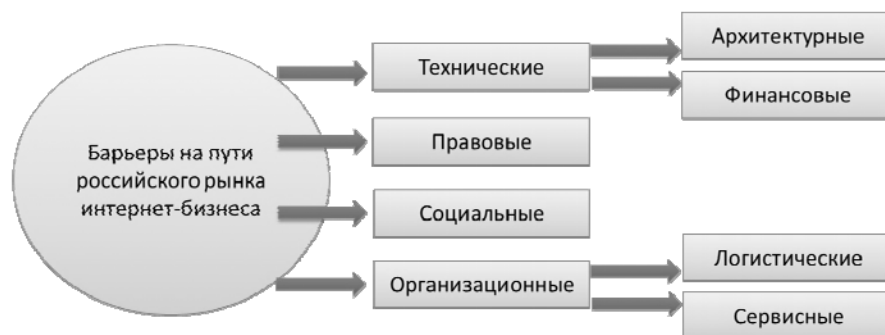 Барьеры на пути
российского рынка
интернет-бизнеса
Технические
Архитектурные
Финансовые
Правовые
Социальные
Организационные
Логистические
Сервисные